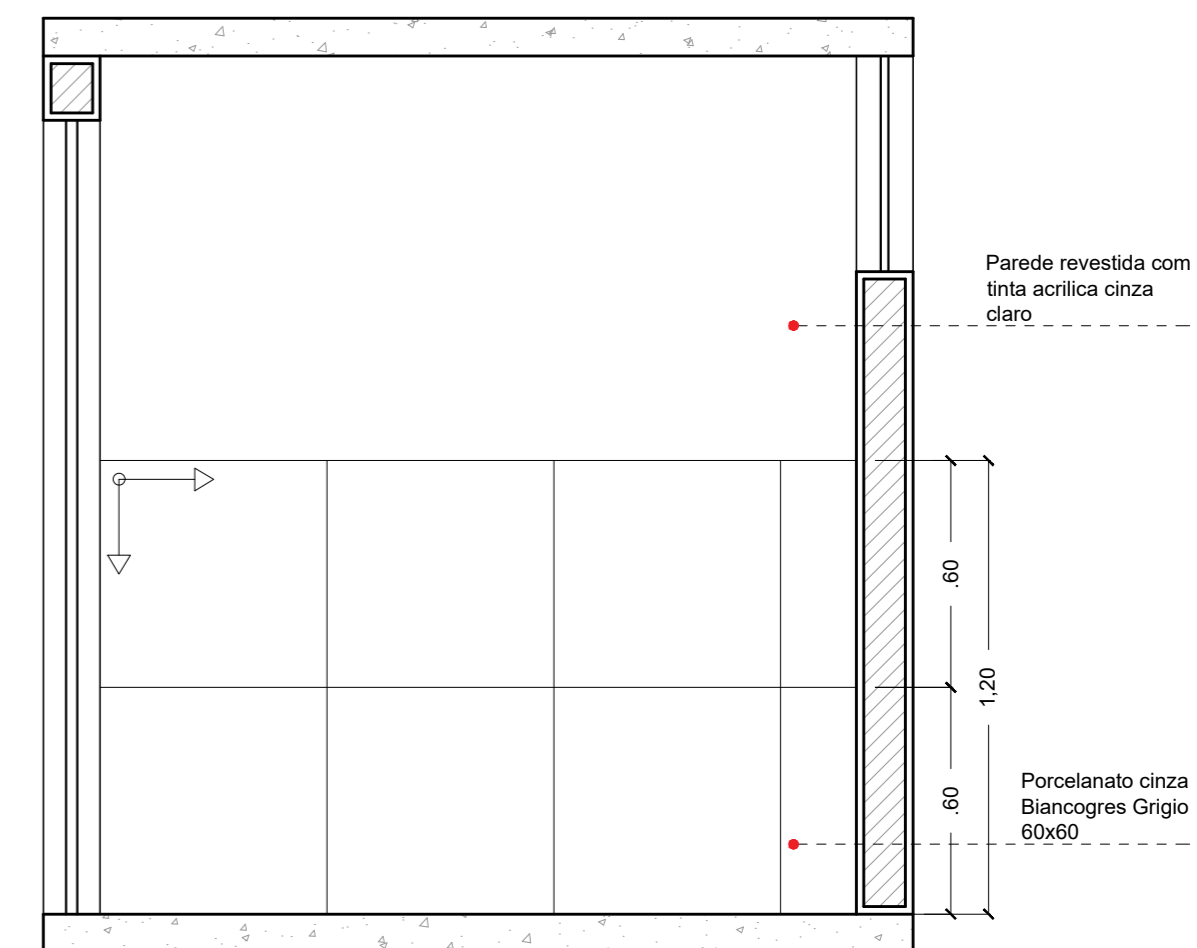 Parede revestida com
tinta acrilica cinza
claro
.60
1,20
.60
Porcelanato cinza
Biancogres Grigio
60x60